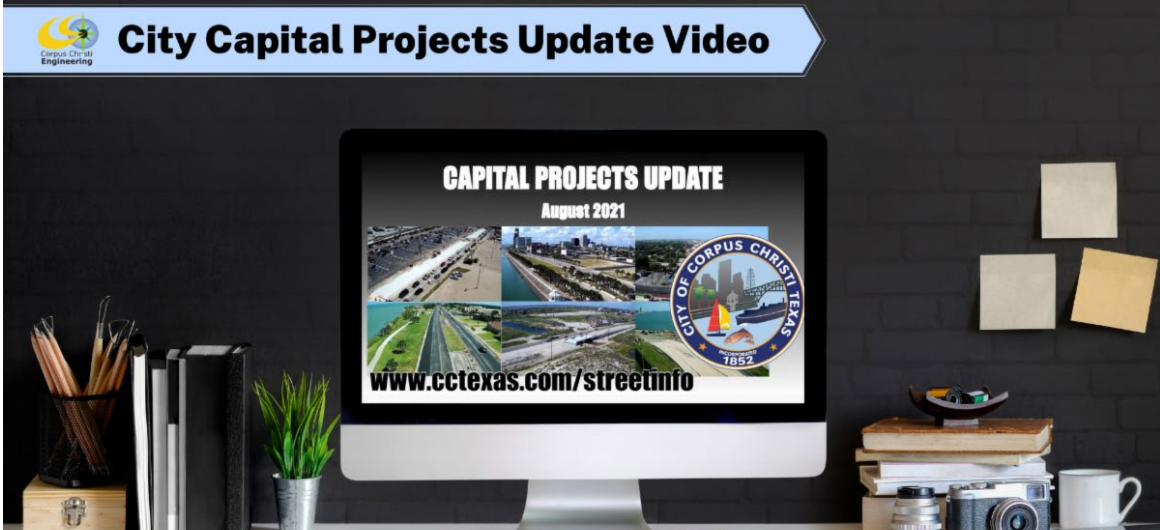 Corpus Christi
Engineering
City Capital Projects Update Video
CAPITAL PROJECTS UPDATE
August 2021
CITY OF CORPUS CHRISTI TEXAS
INCORPORATED
1852
www.cctexas.com/streetinfo